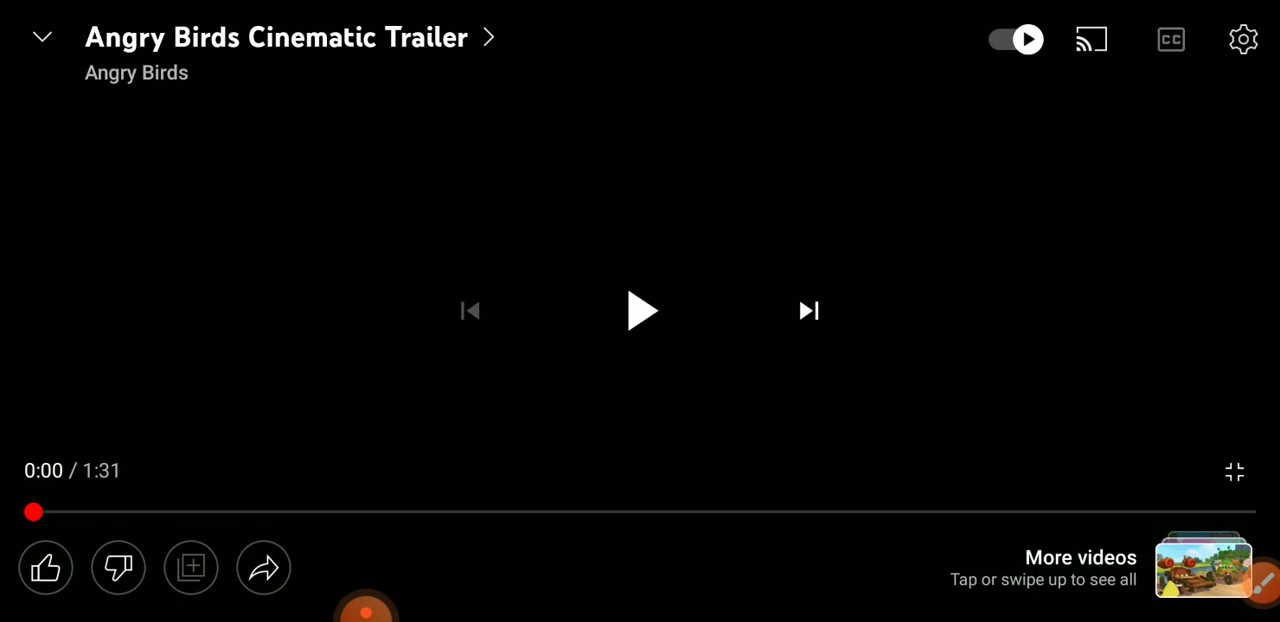 Angry Birds Cinematic Trailer
Angry Birds
CC
0:00 / 1:31
More videos
Tap or swipe up to see all